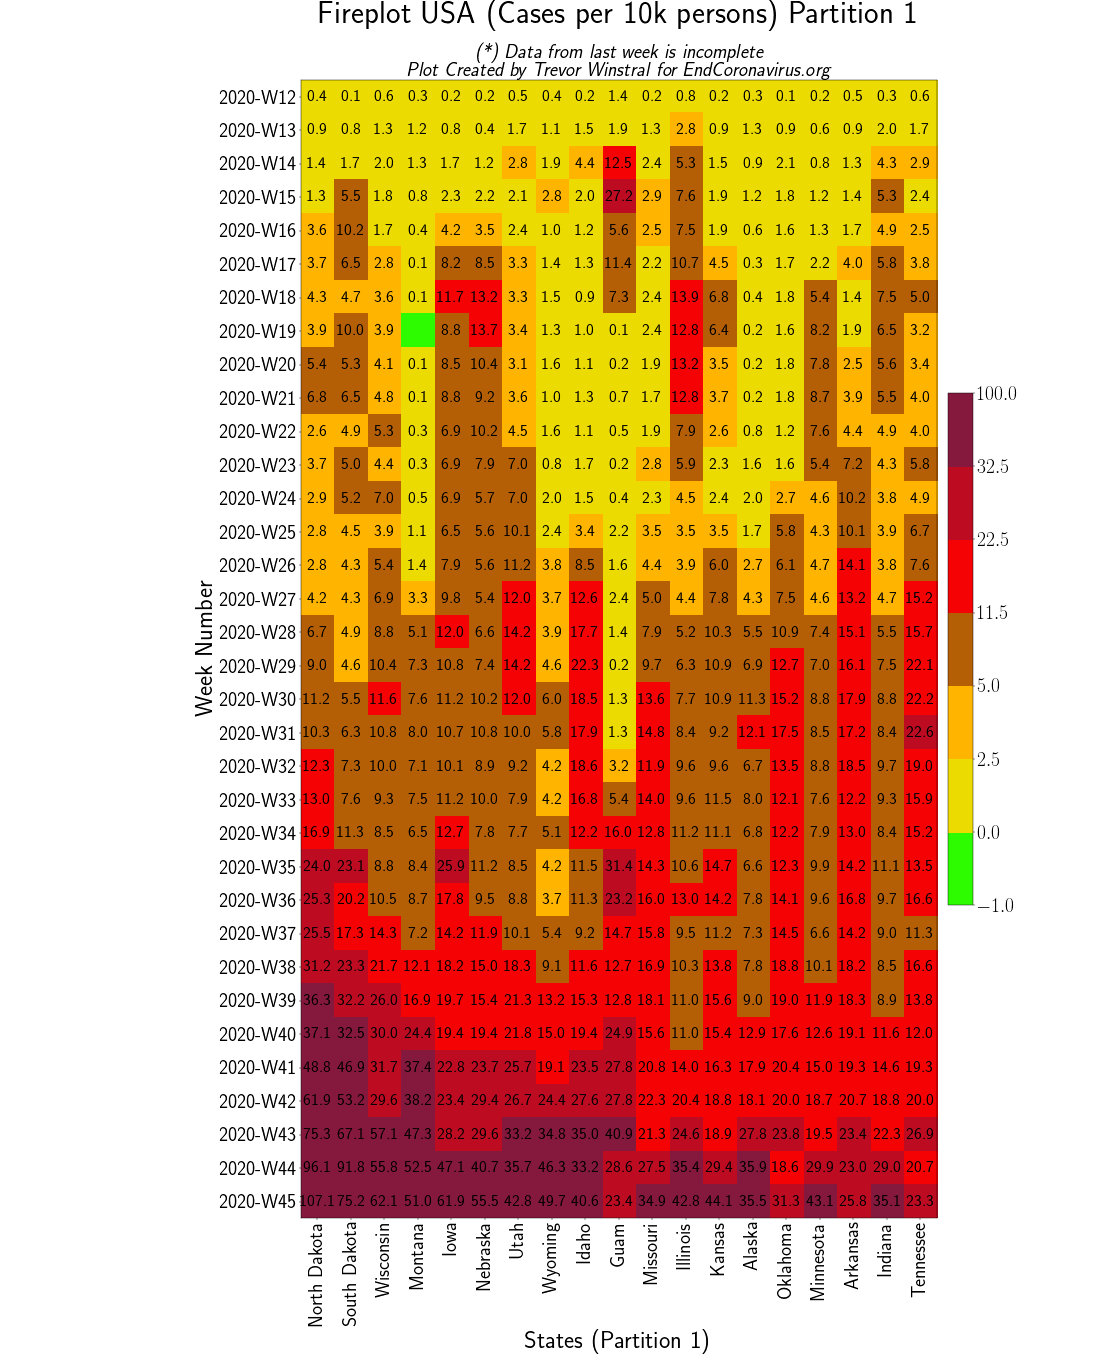 Fireplot USA (Cases per 10k persons) Partition 1
(*) Data from last week is incomplete
Plot Created by Trevor Winstral for EndCoronavirus.org
2020-W12 0.4 0.1 0.6 0.3 0.2 0.2 0.5 0.4 0.2 1.4 0.2 0.8 0.2 0.3 0.1 0.2 0.5 0.3 0.6
2020-W13 0.9 0.8 1.3 1.2 0.8 0.4 1.7 1.1 1.5 1.9 1.3 2.8 0.9 1.3 0.9 0.6 0.9 2.0 1.7
2020-W14 1.4 1.7 2.0 1.3 1.7 1.2 2.8 1.9 4.4 12.5 2.4 5.3 1.5 0.9 2.1 0.8 1.3 4.3 2.9
2020-W15 1.3 5.5 1.8 0.8 2.3 2.2 2.1 2.8 2.0 27.2 2.9 7.6 1.9 1.2 1.8 1.2 1.4 5.3 2.4
2020-W16 3.6 10.2 1.7 0.4 4.2 3.5 2.4 1.0 1.2 5.6 2.5 7.5 1.9 0.6 1.6 1.3 1.7 4.9 2.5
2020-W17 3.7 6.5 2.8 0.1 8.2 8.5 3.3 1.4 1.3 11.4 2.2 10.7 4.5 0.3 1.7 2.2 4.0 5.8 3.8
2020-W18 4.3 4.7 3.6 0.1 11.7 13.2 3.3 1.5 0.9 7.3 2.4 13.9 6.8 0.4 1.8 5.4 1.4 7.5 5.0
2020-W19 3.9 10.0 3.9 8.8 13.7 3.4 1.3 1.0 0.1 2.4 12.8 6.4 0.2 1.6 8.2 1.9 6.5 3.2
2020-W20 5.4 5.3 4.1 0.1 8.5 10.4 3.1 1.6 1.1 0.2 1.9 13.2 3.5 0.2 1.8 7.8 2.5 5.6 3.4
2020-W21 6.8 6.5 4.8 0.1 8.8 9.2 3.6 1.0 1.3 0.7 1.7 12.8 3.7 0.2 1.8 8.7 3.9 5.5 4.0
2020-W22 2.6 4.9 5.3 0.3 6.9 10.2 4.5 1.6 1.1 0.5 1.9 7.9 2.6 0.8 1.2 7.6 4.4 4.9 4.0
2020-W23 3.7 5.0 4.4 0.3 6.9 7.9 7.0 0.8 1.7 0.2 2.8 5.9 2.3 1.6 1.6 5.4 7.2 4.3 5.8
2020-W24 2.9 5.2 7.0 0.5 6.9 5.7 7.0 2.0 1.5 0.4 2.3 4.5 2.4 2.0 2.7 4.6 10.2 3.8 4.9
2020-W25 2.8 4.5 3.9 1.1 6.5 5.6 10.1 2.4 3.4 2.2 3.5 3.5 3.5 1.7 5.8 4.3 10.1 3.9 6.7
2020-W26 2.8 4.3 5.4 1.4 7.9 5.6 11.2 3.8 8.5 1.6 4.4 3.9 6.0 2.7 6.1 4.7 14.1 3.8 7.6
2020-W27 4.2 4.3 6.9 3.3 9.8 5.4 12.0 3.7 12.6 2.4 5.0 4.4 7.8 4.3 7.5 4.6 13.2 4.7 15.2
2020-W28 6.7 4.9 8.8 5.1 12.0 6.6 14.2 3.9 17.7 1.4 7.9 5.2 10.3 5.5 10.9 7.4 15.1 5.5 15.7
2020-W29 9.0 4.6 10.4 7.3 10.8 7.4 14.2 4.6 22.3 0.2 9.7 6.3 10.9 6.9 12.7 7.0 16.1 7.5 22.1
2020-W30 11.2 5.5 11.6 7.6 11.2 10.2 12.0 6.0 18.5 1.3 13.6 7.7 10.9 11.3 15.2 8.8 17.9 8.8 22.2
2020-W31 10.3 6.3 10.8 8.0 10.7 10.8 10.0 5.8 17.9 1.3 14.8 8.4 9.2 12.1 17.5 8.5 17.2 8.4 22.6
2020-W32 12.3 7.3 10.0 7.1 10.1 8.9 9.2 4.2 18.6 3.2 11.9 9.6 9.6 6.7 13.5 8.8 18.5 9.7 19.0
2020-W33 13.0 7.6 9.3 7.5 11.2 10.0 7.9 4.2 16.8 5.4 14.0 9.6 11.5 8.0 12.1 7.6 12.2 9.3 15.9
2020-W34 16.9 11.3 8.5 6.5 12.7 7.8 7.7 5.1 12.2 16.0 12.8 11.2 11.1 6.8 12.2 7.9 13.0 8.4 15.2
2020-W35 24.0 23.1 8.8 8.4 25.9 11.2 8.5 4.2 11.5 31.4 14.3 10.6 14.7 6.6 12.3 9.9 14.2 11.1 13.5
2020-W36 25.3 20.2 10.5 8.7 17.8 9.5 8.8 3.7 11.3 23.2 16.0 13.0 14.2 7.8 14.1 9.6 16.8 9.7 16.6
2020-W37 25.5 17.3 14.3 7.2 14.2 11.9 10.1 5.4 9.2 14.7 15.8 9.5 11.2 7.3 14.5 6.6 14.2 9.0 11.3
2020-W38 31.2 23.3 21.7 12.1 18.2 15.0 18.3 9.1 11.6 12.7 16.9 10.3 13.8 7.8 18.8 10.1 18.2 8.5 16.6
2020-W39 36.3 32.2 26.0 16.9 19.7 15.4 21.3 13.2 15.3 12.8 18.1 11.0 15.6 9.0 19.0 11.9 18.3 8.9 13.8
2020-W40 37.1 32.5 30.0 24.4 19.4 19.4 21.8 15.0 19.4 24.9 15.6 11.0 15.4 12.9 17.6 12.6 19.1 11.6 12.0
2020-W41 48.8 46.9 31.7 37.4 22.8 23.7 25.7 19.1 23.5 27.8 20.8 14.0 16.3 17.9 20.4 15.0 19.3 14.6 19.3
2020-W42 61.9 53.2 29.6 38.2 23.4 29.4 26.7 24.4 27.6 27.8 22.3 20.4 18.8 18.1 20.0 18.7 20.7 18.8 20.0
2020-W43 75.3 67.1 57.1 47.3 28.2 29.6 33.2 34.8 35.0 40.9 21.3 24.6 18.9 27.8 23.8 19.5 23.4 22.3 26.9
2020-W44 96.1 91.8 55.8 52.5 47.1 40.7 35.7 46.3 33.2 28.6 27.5 35.4 29.4 35.9 18.6 29.9 23.0 29.0 20.7
2020-W45 107.1 75.2 62.1 51.0 61.9 55.5 42.8 49.7 40.6 23.4 34.9 42.8 44.1 35.5 31.3 43.1 25.8 35.1 23.3
Week Number
North Dakota
South Dakota
Wisconsin
Montana
Iowa
Nebraska
Utah
Wyoming
Idaho
Guam
Missouri
Illinois
Kansas
Alaska
Oklahoma
Minnesota
Arkansas
Indiana
Tennessee
States (Partition 1)
100.0
32.5
22.5
11.5
5.0
2.5
0.0
−1.0